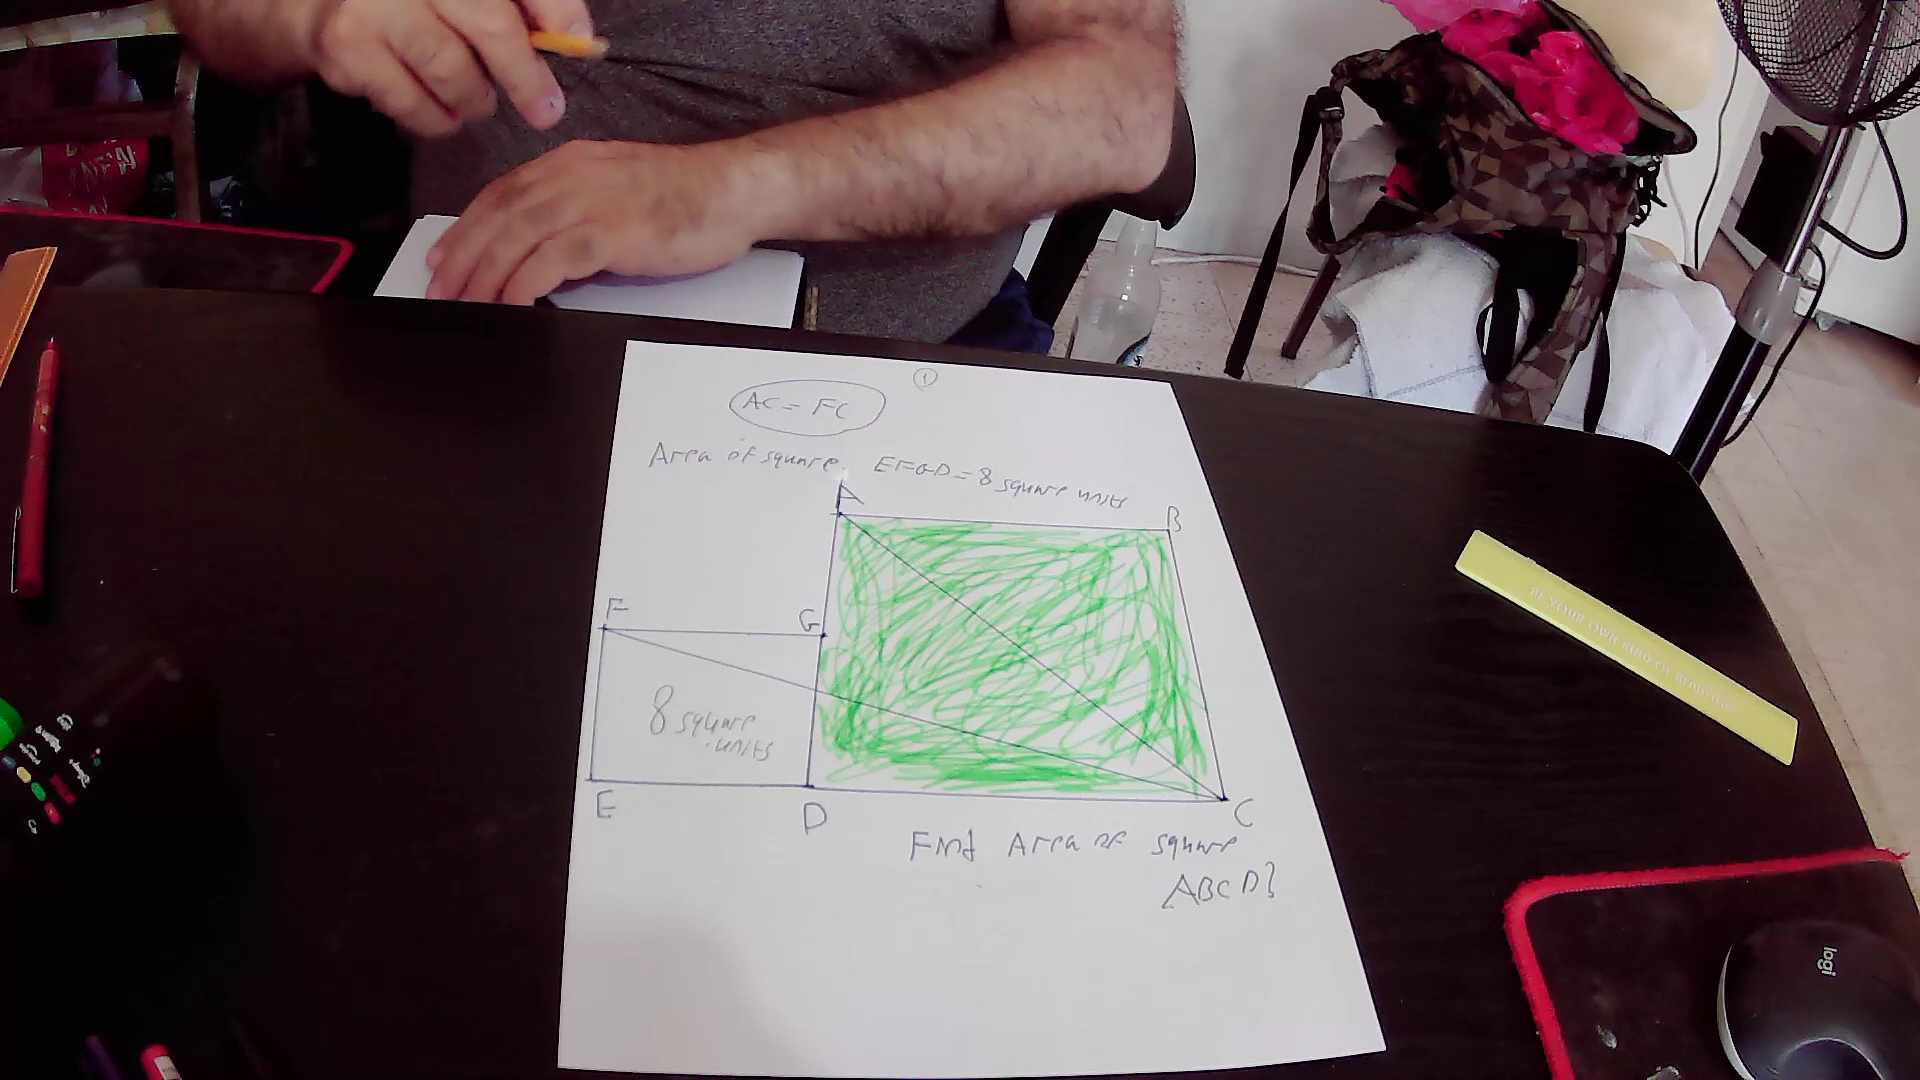 1
AC = FC
Area of square EFGD = 8 square units
A
B
F
G
8 square
units
E
D
C
Find Area of square
ABCD?
BE YOUR OWN KIND OF BEAUTIFUL
logi